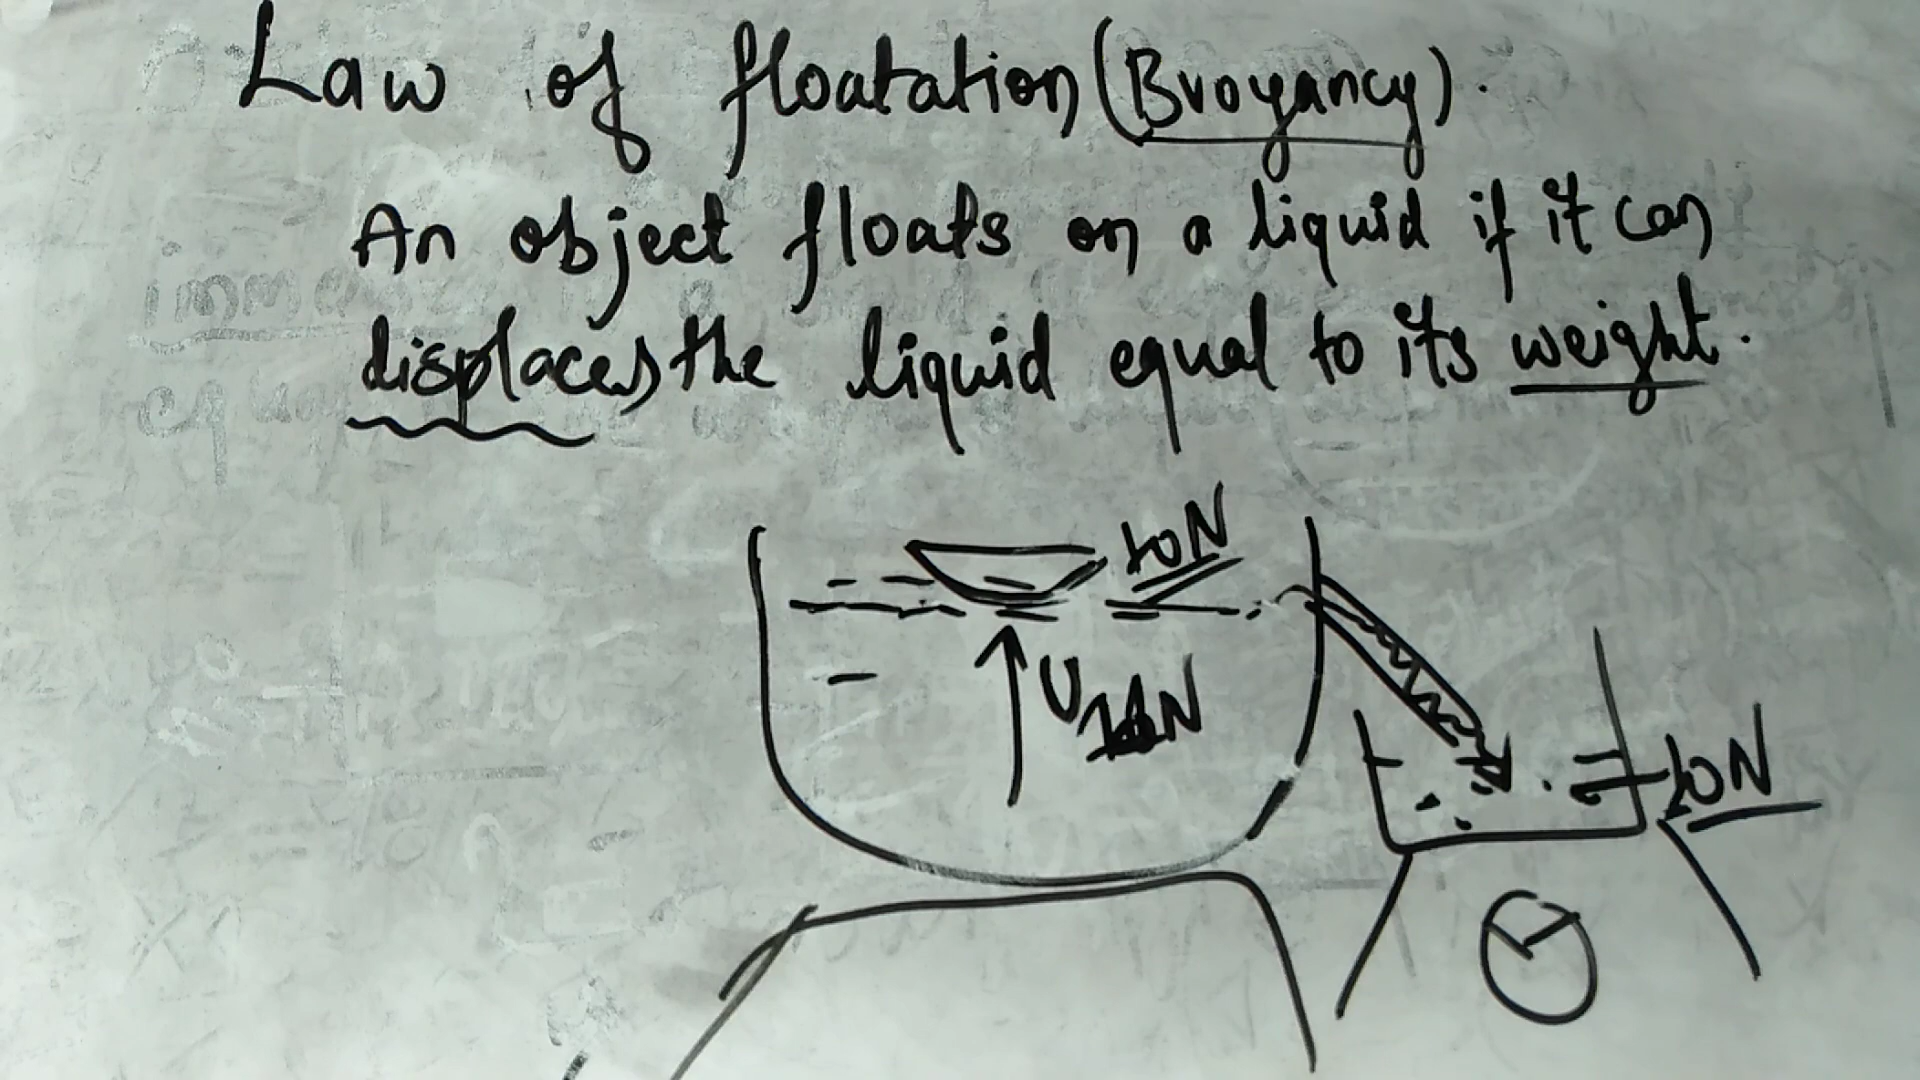 Law of floatation (Buoyancy).
An object floats on a liquid if it can
displaces the liquid equal to its weight.
10N
U 10N
10N